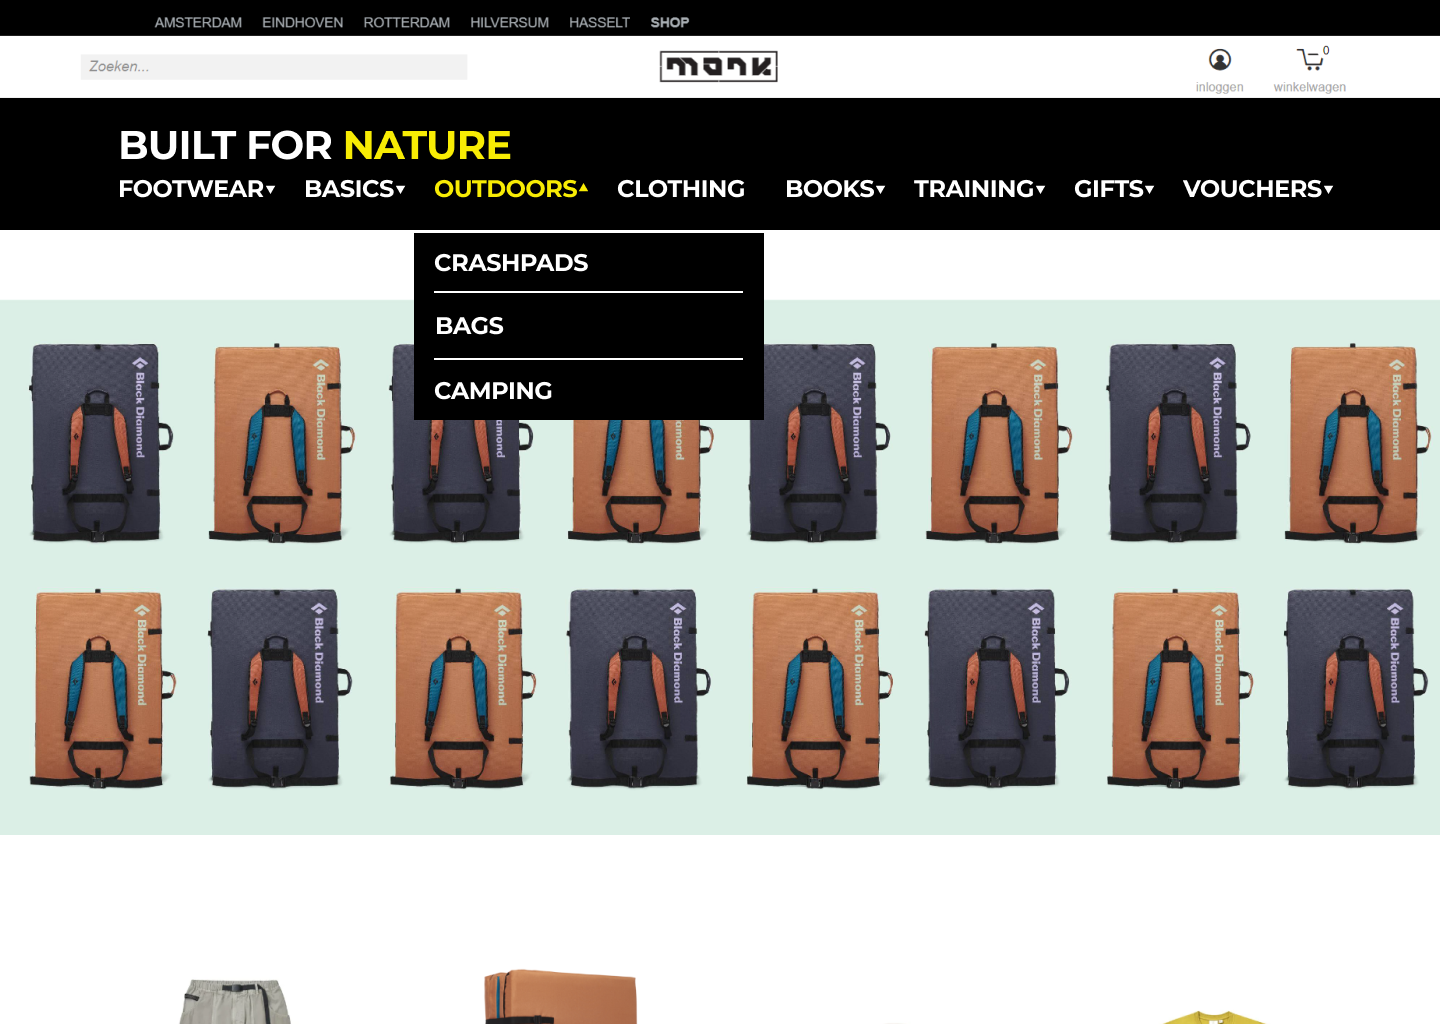 AMSTERDAM EINDHOVEN ROTTERDAM HILVERSUM HASSELT SHOP
Zoeken...
monk
0
inloggen
winkelwagen
BUILT FOR NATURE
FOOTWEAR BASICS OUTDOORS CLOTHING BOOKS TRAINING GIFTS VOUCHERS
CRASHPADS
BAGS
CAMPING
Black Diamond
Black Diamond
Diamond
Diamond
Black Diamond
Black Diamond
Black Diamond
Black Diamond
Black Diamond
Black Diamond
Black Diamond
Black Diamond
Black Diamond
Black Diamond
Black Diamond
Black Diamond